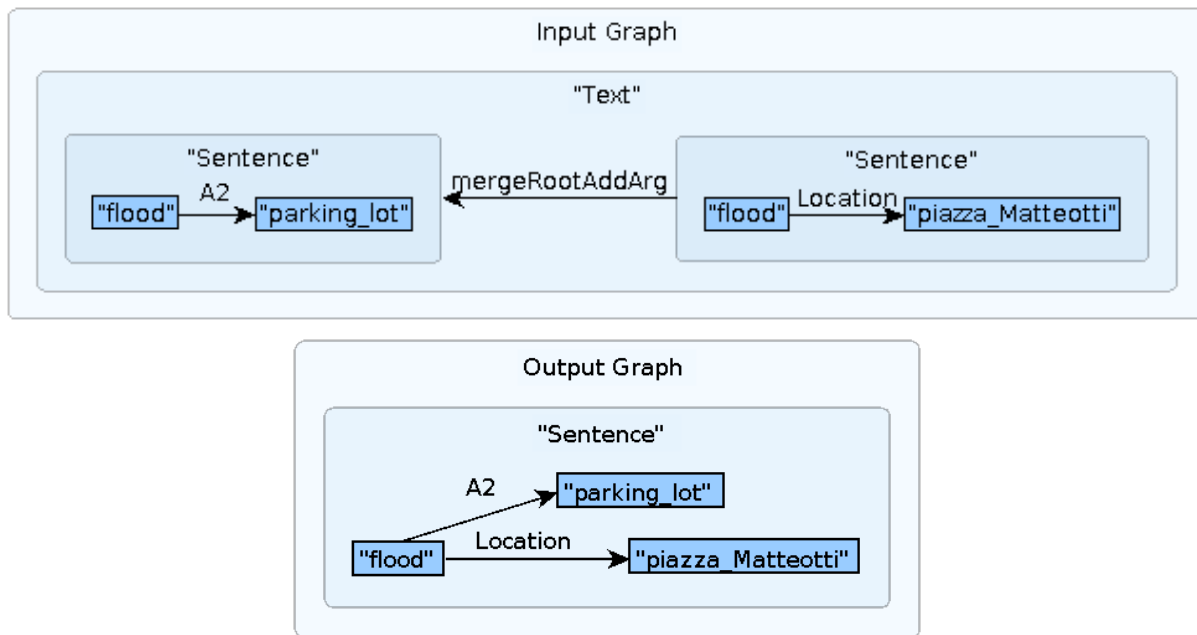 Input Graph
"Text"
"Sentence"
A2
"flood"
"parking_lot"
mergeRootAddArg
"Sentence"
Location
"flood"
"piazza_Matteotti"
Output Graph
"Sentence"
A2
"parking_lot"
Location
"flood"
"piazza_Matteotti"